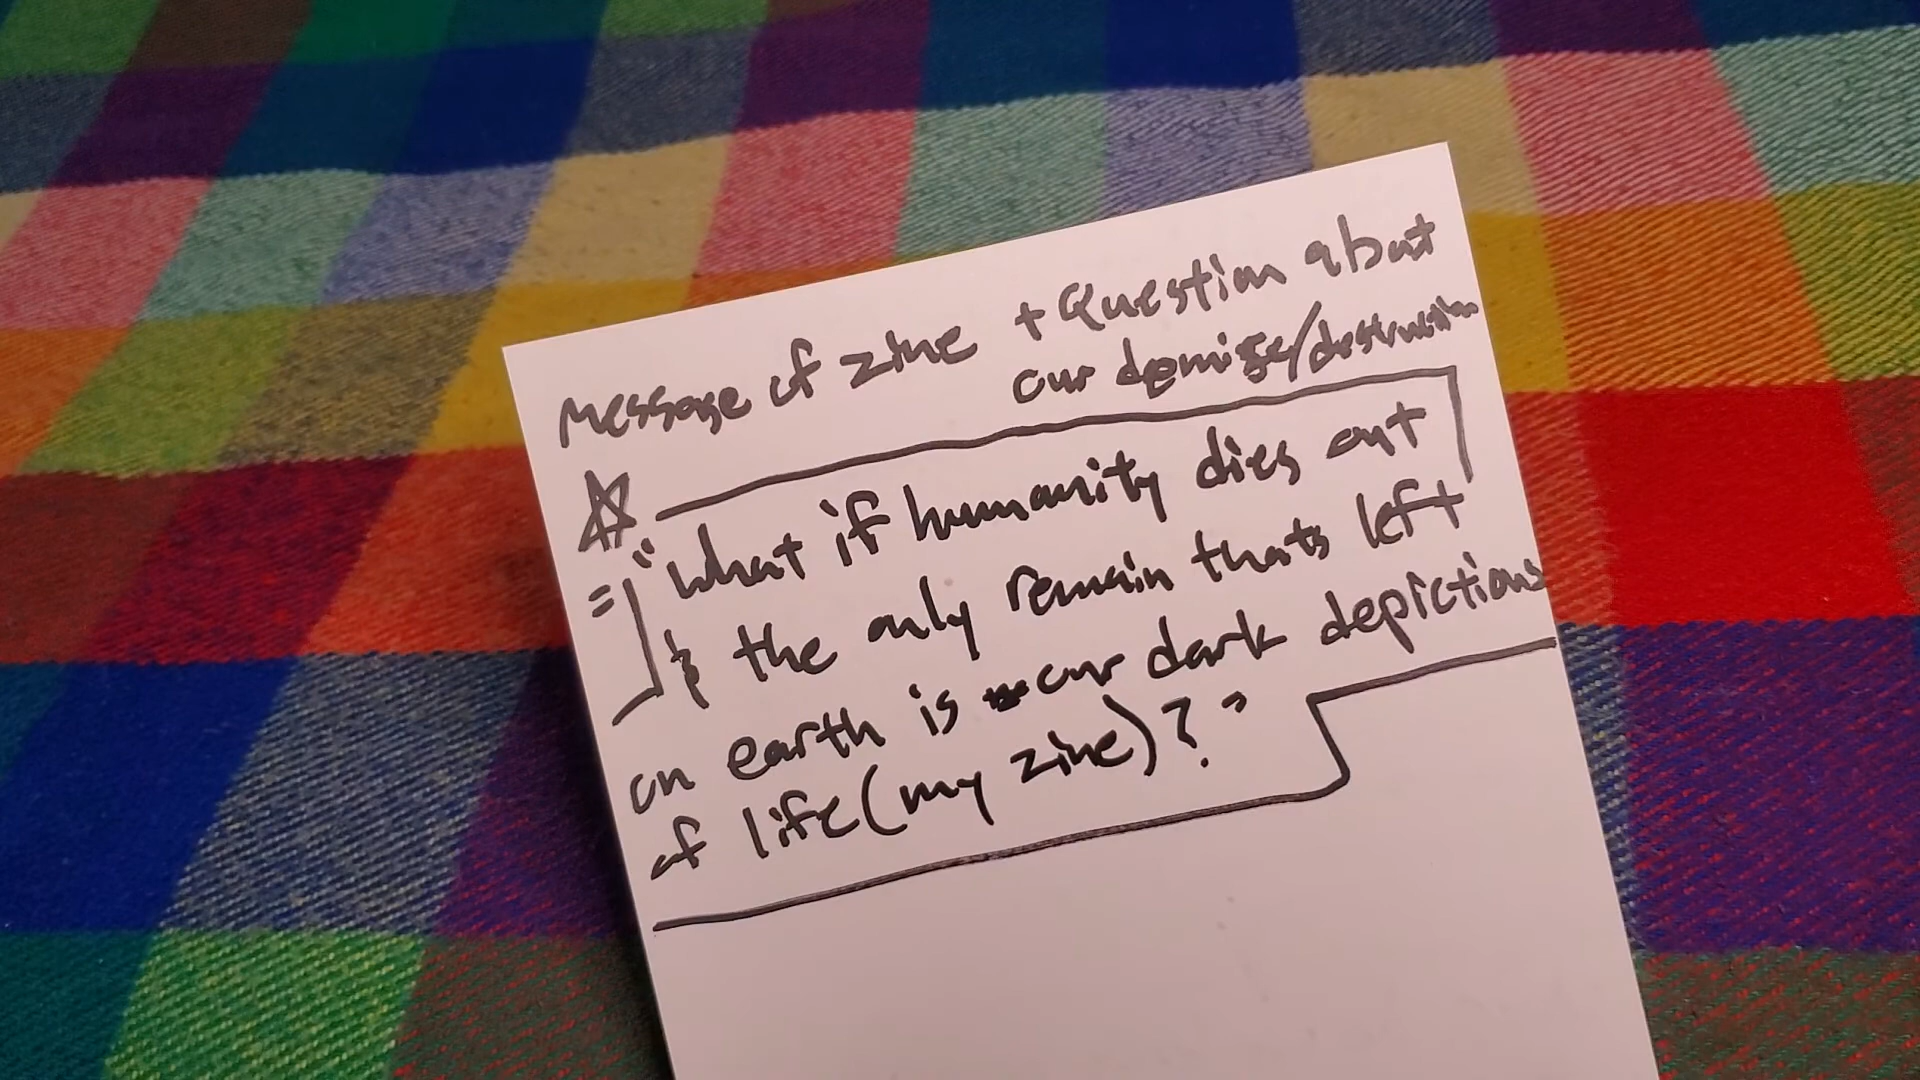 Message of zine + Question about
our demise/destruction
"what if humanity dies out
& the only remain thats left
on earth is our dark depictions
of life (my zine)?"